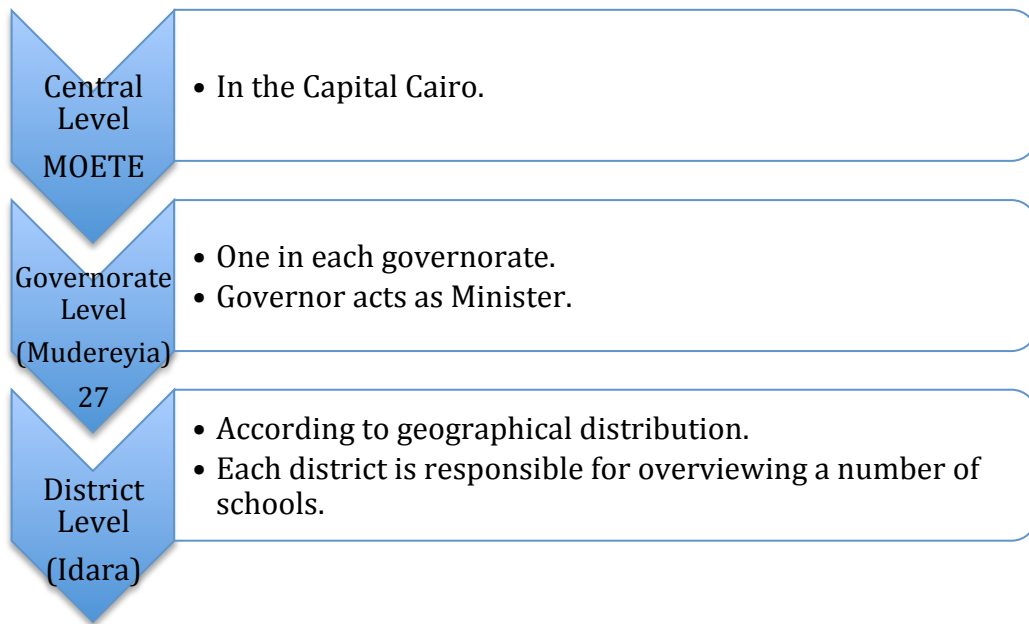 Central
Level
MOETE
• In the Capital Cairo.
Governorate
Level
(Mudereyia)
27
• One in each governorate.
• Governor acts as Minister.
District
Level
(Idara)
• According to geographical distribution.
• Each district is responsible for overviewing a number of
schools.